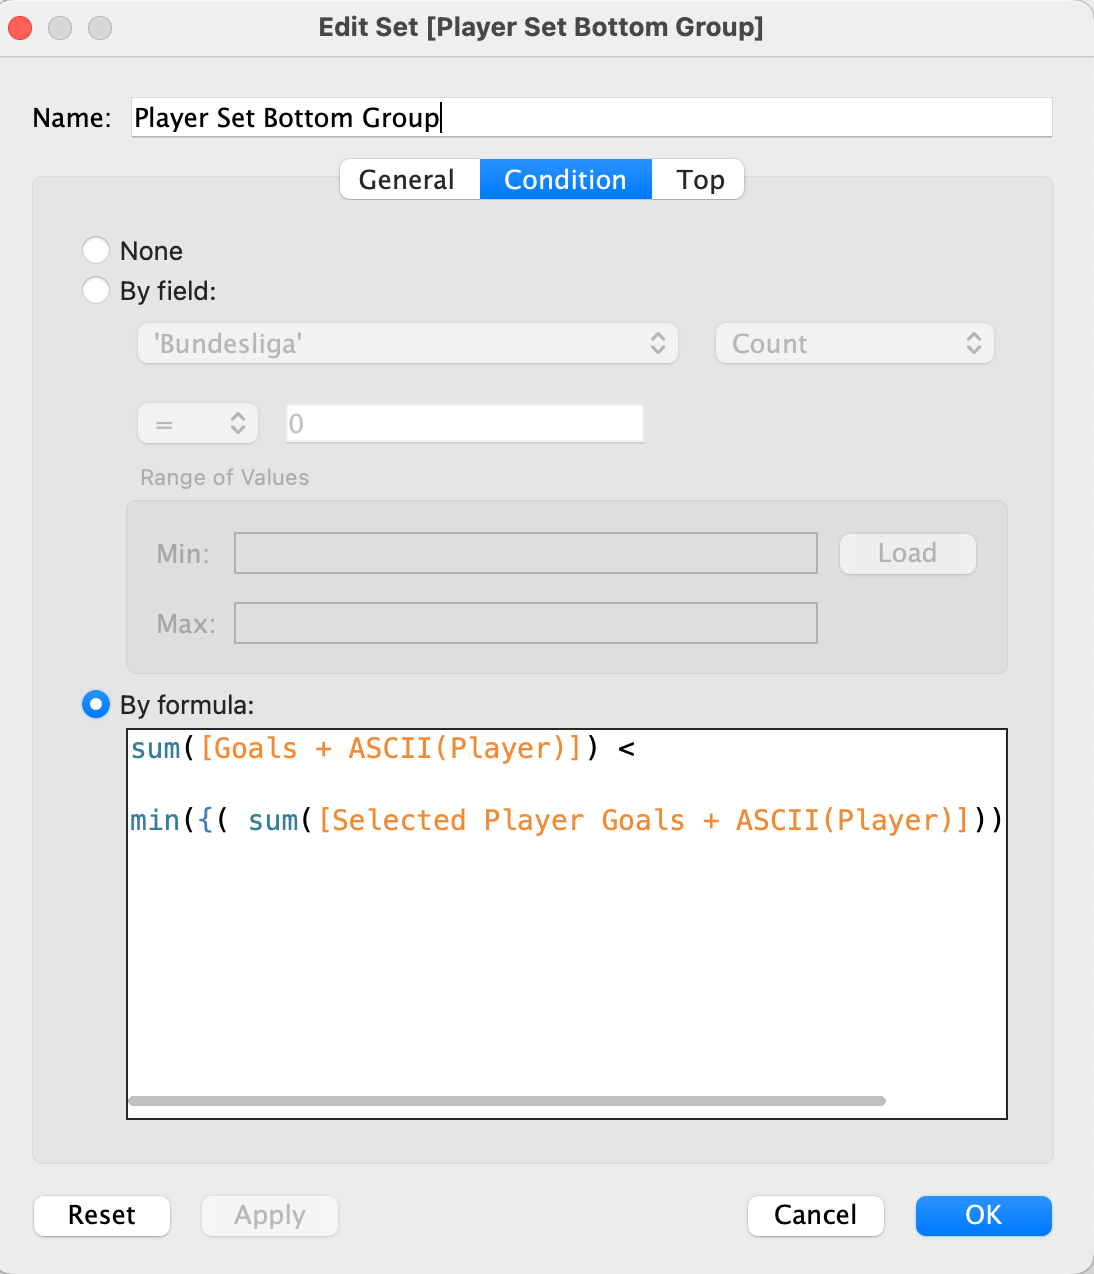 Edit Set [Player Set Bottom Group]
Name: Player Set Bottom Group
General Condition Top
None
By field:
'Bundesliga' Count
= 0
Range of Values
Min: Load
Max:
By formula:
sum([Goals + ASCII(Player)]) <
min({( sum([Selected Player Goals + ASCII(Player)]))
Reset Apply Cancel OK